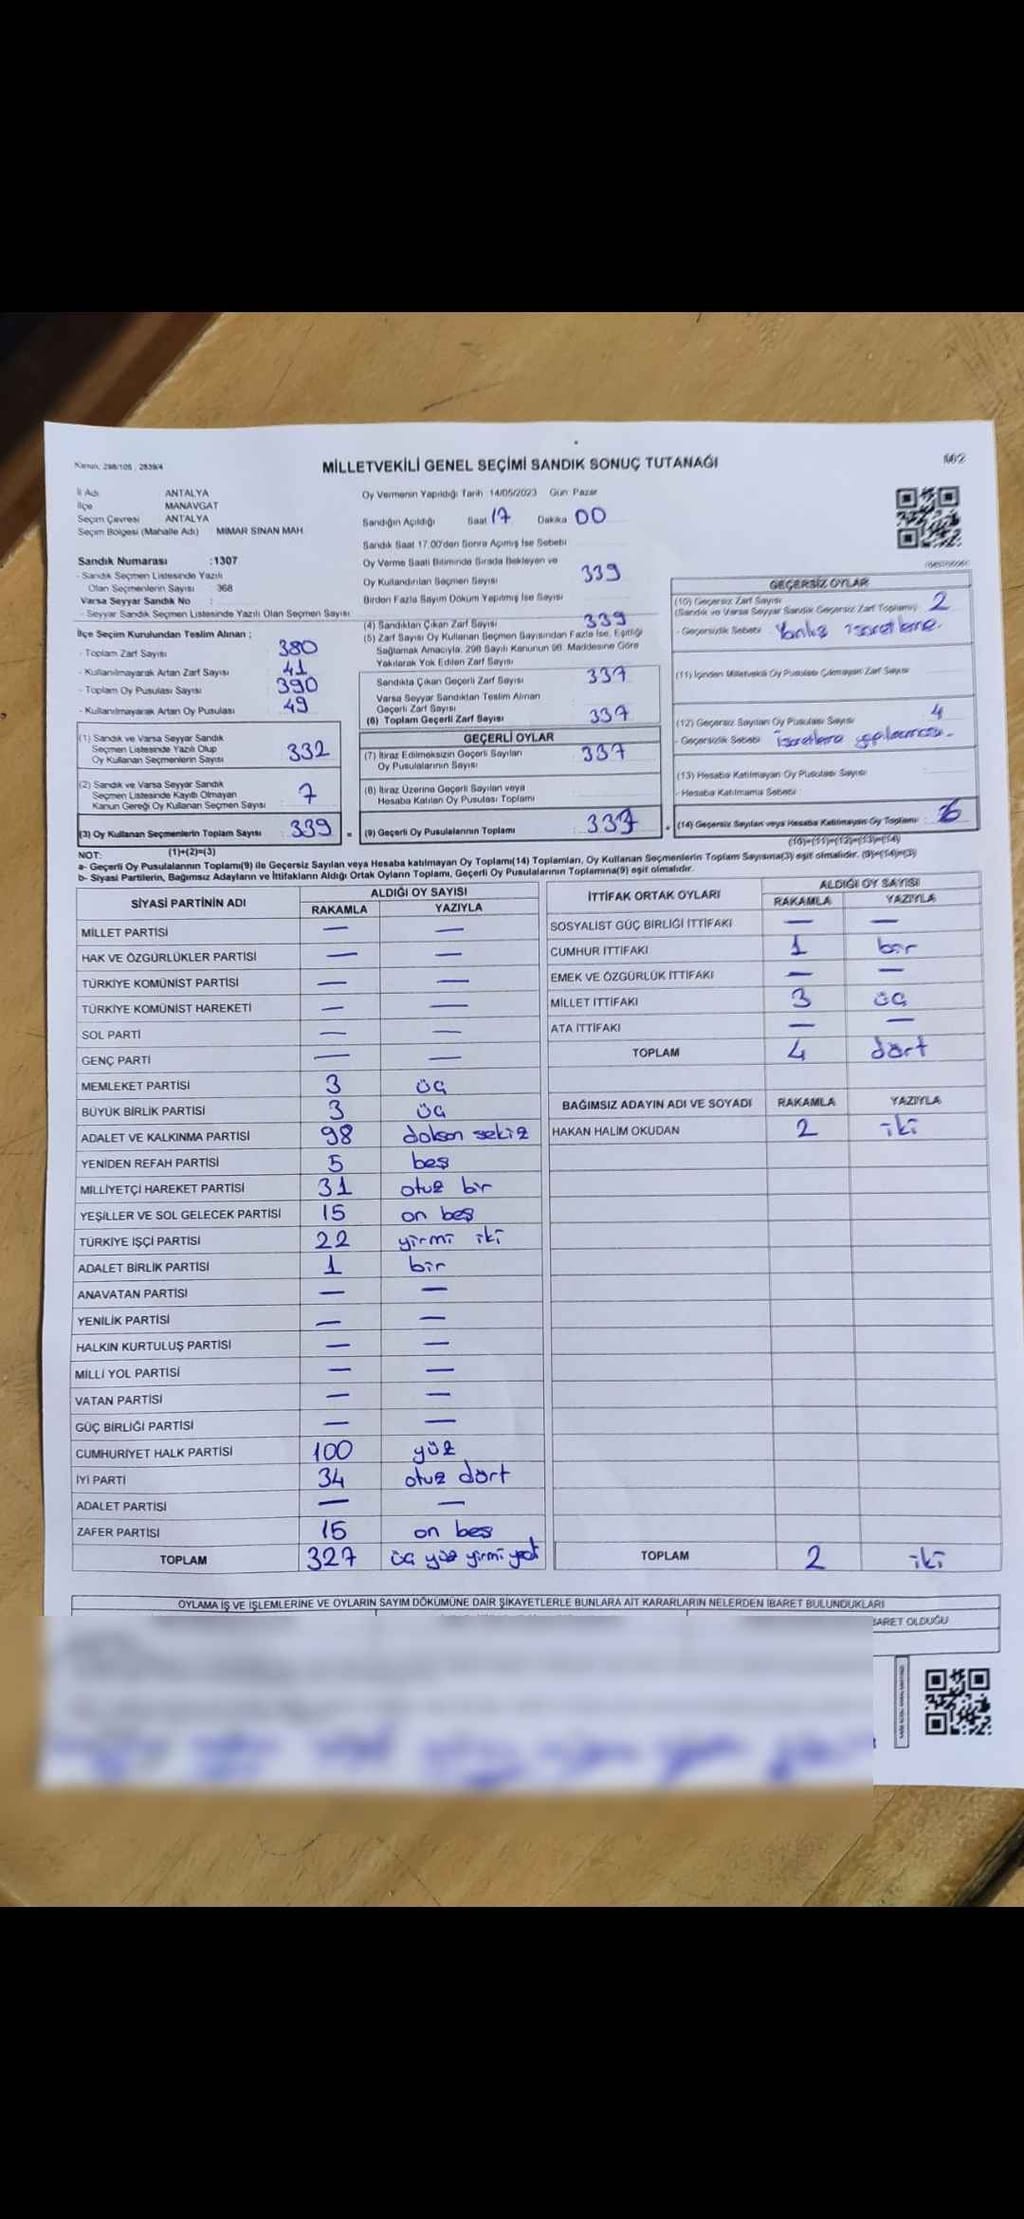 Kanun, 298/105 , 2839/4
MİLLETVEKİLİ GENEL SEÇİMİ SANDIK SONUÇ TUTANAĞI
İl Adı ANTALYA
İlçe MANAVGAT
Seçim Çevresi ANTALYA
Seçim Bölgesi (Mahalle Adı) MİMAR SİNAN MAH
Sandık Numarası :1307
- Sandık Seçmen Listesinde Yazılı
Olan Seçmenlerin Sayısı 368
Varsa Seyyar Sandık No :
- Seyyar Sandık Seçmen Listesinde Yazılı Olan Seçmen Sayısı
İlçe Seçim Kurulundan Teslim Alınan ;
- Toplam Zarf Sayısı 380
- Kullanılmayarak Artan Zarf Sayısı 41
- Toplam Oy Pusulası Sayısı 390
- Kullanılmayarak Artan Oy Pusulası 49
(1) Sandık ve Varsa Seyyar Sandık
Seçmen Listesinde Yazılı Olup
Oy Kullanan Seçmenlerin Sayısı 332
(2) Sandık ve Varsa Seyyar Sandık
Seçmen Listesinde Kayıtlı Olmayan
Kanun Gereği Oy Kullanan Seçmen Sayısı 7
(3) Oy Kullanan Seçmenlerin Toplam Sayısı : 339 =
(1)+(2)=(3)
Oy Vermenin Yapıldığı Tarih 14/05/2023 Gün: Pazar
Sandığın Açıldığı Saat 17 Dakika 00
Sandık Saat 17.00'den Sonra Açılmış İse Sebebi
Oy Verme Saati Bitiminde Sırada Bekleyen ve
Oy Kullandırılan Seçmen Sayısı 339
Birden Fazla Sayım Döküm Yapılmış İse Sayısı
(4) Sandıktan Çıkan Zarf Sayısı 339
(5) Zarf Sayısı Oy Kullanan Seçmen Sayısından Fazla İse, Eşitliği
Sağlamak Amacıyla, 298 Sayılı Kanunun 98. Maddesine Göre
Yakılarak Yok Edilen Zarf Sayısı
Sandıkta Çıkan Geçerli Zarf Sayısı 337
Varsa Seyyar Sandıktan Teslim Alınan
Geçerli Zarf Sayısı
(6) Toplam Geçerli Zarf Sayısı : 337
GEÇERLİ OYLAR
(7) İtiraz Edilmeksizin Geçerli Sayılan
Oy Pusulalarının Sayısı 337
(8) İtiraz Üzerine Geçerli Sayılan veya
Hesaba Katılan Oy Pusulası Toplamı
(9) Geçerli Oy Pusulalarının Toplamı
GEÇERSİZ OYLAR
(10) Geçersiz Zarf Sayısı
(Sandık ve Varsa Seyyar Sandık Geçersiz Zarf Toplamı) 2
- Geçersizlik Sebebi
(11) İçinden Milletvekili Oy Pusulası Çıkmayan Zarf Sayısı
(12) Geçersiz Sayılan Oy Pusulası Sayısı 4
- Geçersizlik Sebebi
(13) Hesaba Katılmayan Oy Pusulası Sayısı
- Hesaba Katılmama Sebebi
(14) Geçersiz Sayılan veya Hesaba Katılmayan Oy Toplamı :
(10)+(11)+(12)+(13)=(14)
NOT:
a- Geçerli Oy Pusulalarının Toplamı(9) ile Geçersiz Sayılan veya Hesaba katılmayan Oy Toplamı(14) Toplamları, Oy Kullanan Seçmenlerin Toplam Sayısına(3) eşit olmalıdır. (9)+(14)=(3)
b- Siyasi Partilerin, Bağımsız Adayların ve İttifakların Aldığı Ortak Oyların Toplamı, Geçerli Oy Pusulalarının Toplamına(9) eşit olmalıdır.
SİYASİ PARTİNİN ADI ALDIĞI OY SAYISI
RAKAMLA YAZIYLA
MİLLET PARTİSİ — —
HAK VE ÖZGÜRLÜKLER PARTİSİ — —
TÜRKİYE KOMÜNİST PARTİSİ — —
TÜRKİYE KOMÜNİST HAREKETİ — —
SOL PARTİ — —
GENÇ PARTİ — —
MEMLEKET PARTİSİ 3 üç
BÜYÜK BİRLİK PARTİSİ 3 üç
ADALET VE KALKINMA PARTİSİ 98 doksan sekiz
YENİDEN REFAH PARTİSİ 5 beş
MİLLİYETÇİ HAREKET PARTİSİ 31 otuz bir
YEŞİLLER VE SOL GELECEK PARTİSİ 15 on beş
TÜRKİYE İŞÇİ PARTİSİ 22 yirmi iki
ADALET BİRLİK PARTİSİ 1 bir
ANAVATAN PARTİSİ — —
YENİLİK PARTİSİ — —
HALKIN KURTULUŞ PARTİSİ — —
MİLLİ YOL PARTİSİ — —
VATAN PARTİSİ — —
GÜÇ BİRLİĞİ PARTİSİ — —
CUMHURİYET HALK PARTİSİ 100 yüz
İYİ PARTİ 34 otuz dört
ADALET PARTİSİ — —
ZAFER PARTİSİ 15 on beş
TOPLAM 327 üç yüz yirmi yedi
İTTİFAK ORTAK OYLARI ALDIĞI OY SAYISI
RAKAMLA YAZIYLA
SOSYALİST GÜÇ BİRLİĞİ İTTİFAKI — —
CUMHUR İTTİFAKI 1 bir
EMEK VE ÖZGÜRLÜK İTTİFAKI — —
MİLLET İTTİFAKI 3 üç
ATA İTTİFAKI — —
TOPLAM 4 dört
BAĞIMSIZ ADAYIN ADI VE SOYADI RAKAMLA YAZIYLA
HAKAN HALİM OKUDAN 2 iki
TOPLAM 2 iki
OYLAMA İŞ VE İŞLEMLERİNE VE OYLARIN SAYIM DÖKÜMÜNE DAİR ŞİKAYETLERLE BUNLARA AİT KARARLARIN NELERDEN İBARET BULUNDUKLARI
OLDUĞU